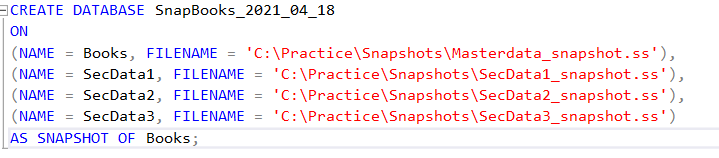 CREATE DATABASE SnapBooks_2021_04_18
ON
(NAME = Books, FILENAME = 'C:\Practice\Snapshots\Masterdata_snapshot.ss'),
(NAME = SecData1, FILENAME = 'C:\Practice\Snapshots\SecData1_snapshot.ss'),
(NAME = SecData2, FILENAME = 'C:\Practice\Snapshots\SecData2_snapshot.ss'),
(NAME = SecData3, FILENAME = 'C:\Practice\Snapshots\SecData3_snapshot.ss')
AS SNAPSHOT OF Books;